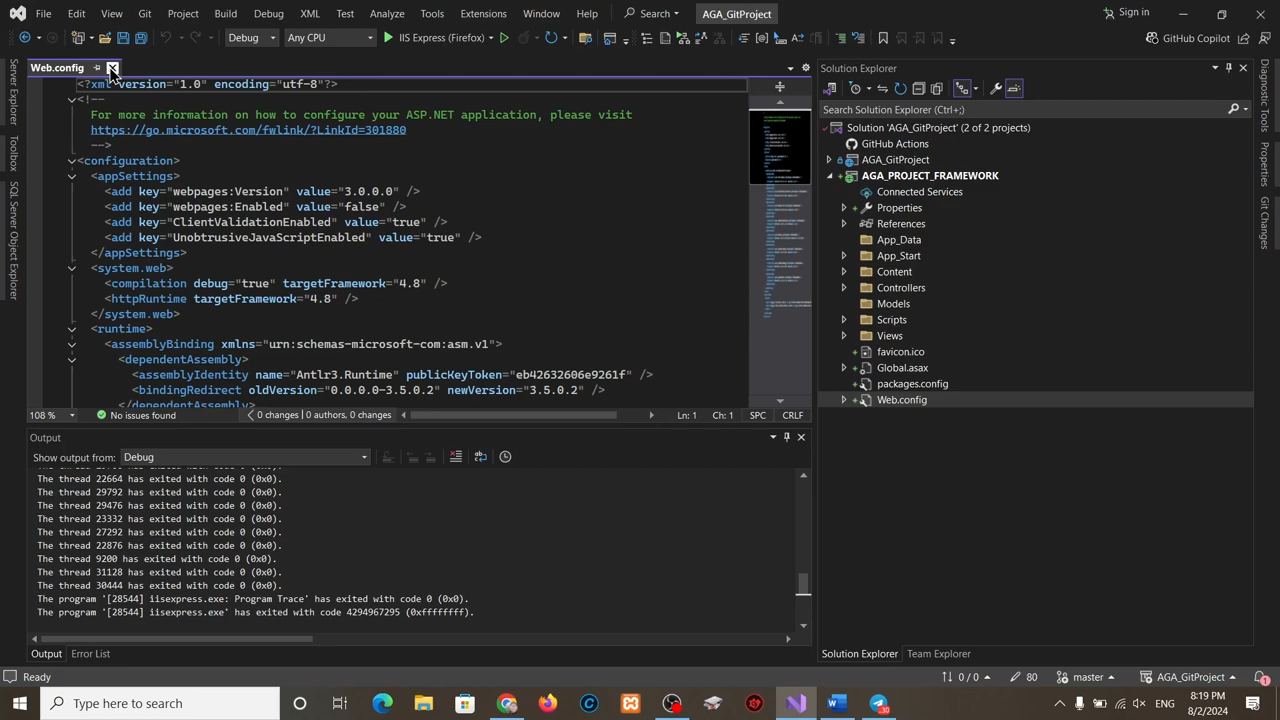 File Edit View Git Project Build Debug XML Test Analyze Tools Extensions Window Help Search AGA_GitProject Sign in
Debug Any CPU IIS Express (Firefox) GitHub Copilot
Web.config
<?xml version="1.0" encoding="utf-8"?>
<!--
For more information on how to configure your ASP.NET application, please visit
https://go.microsoft.com/fwlink/?LinkId=301880
-->
<configuration>
<appSettings>
<add key="webpages:Version" value="3.0.0.0" />
<add key="webpages:Enabled" value="false" />
<add key="ClientValidationEnabled" value="true" />
<add key="UnobtrusiveJavaScriptEnabled" value="true" />
</appSettings>
<system.web>
<compilation debug="true" targetFramework="4.8" />
<httpRuntime targetFramework="4.8" />
</system.web>
<runtime>
<assemblyBinding xmlns="urn:schemas-microsoft-com:asm.v1">
<dependentAssembly>
<assemblyIdentity name="Antlr3.Runtime" publicKeyToken="eb42632606e9261f" />
<bindingRedirect oldVersion="0.0.0.0-3.5.0.2" newVersion="3.5.0.2" />
</dependentAssembly>
108 % No issues found 0 changes | 0 authors, 0 changes Ln: 1 Ch: 1 SPC CRLF
Output
Show output from: Debug
The thread 22664 has exited with code 0 (0x0).
The thread 29792 has exited with code 0 (0x0).
The thread 29476 has exited with code 0 (0x0).
The thread 23332 has exited with code 0 (0x0).
The thread 27292 has exited with code 0 (0x0).
The thread 22876 has exited with code 0 (0x0).
The thread 9200 has exited with code 0 (0x0).
The thread 31128 has exited with code 0 (0x0).
The thread 30444 has exited with code 0 (0x0).
The program '[28544] iisexpress.exe: Program Trace' has exited with code 0 (0x0).
The program '[28544] iisexpress.exe' has exited with code 4294967295 (0xffffffff).
Output Error List
Server Explorer
Toolbox
SQL Server Object Explorer
Solution Explorer
Search Solution Explorer (Ctrl+;)
Solution 'AGA_GitProject' (2 of 2 projects)
GitHub Actions
AGA_GitProject
AGA_PROJECT_FRAMEWORK
Connected Services
Properties
References
App_Data
App_Start
Content
Controllers
Models
Scripts
Views
favicon.ico
Global.asax
packages.config
Web.config
Solution Explorer Team Explorer
Diagnostic Tools
Properties
Git Changes
Ready 0 / 0 80 master AGA_GitProject 1
Type here to search
30
ENG
8:19 PM
8/2/2024